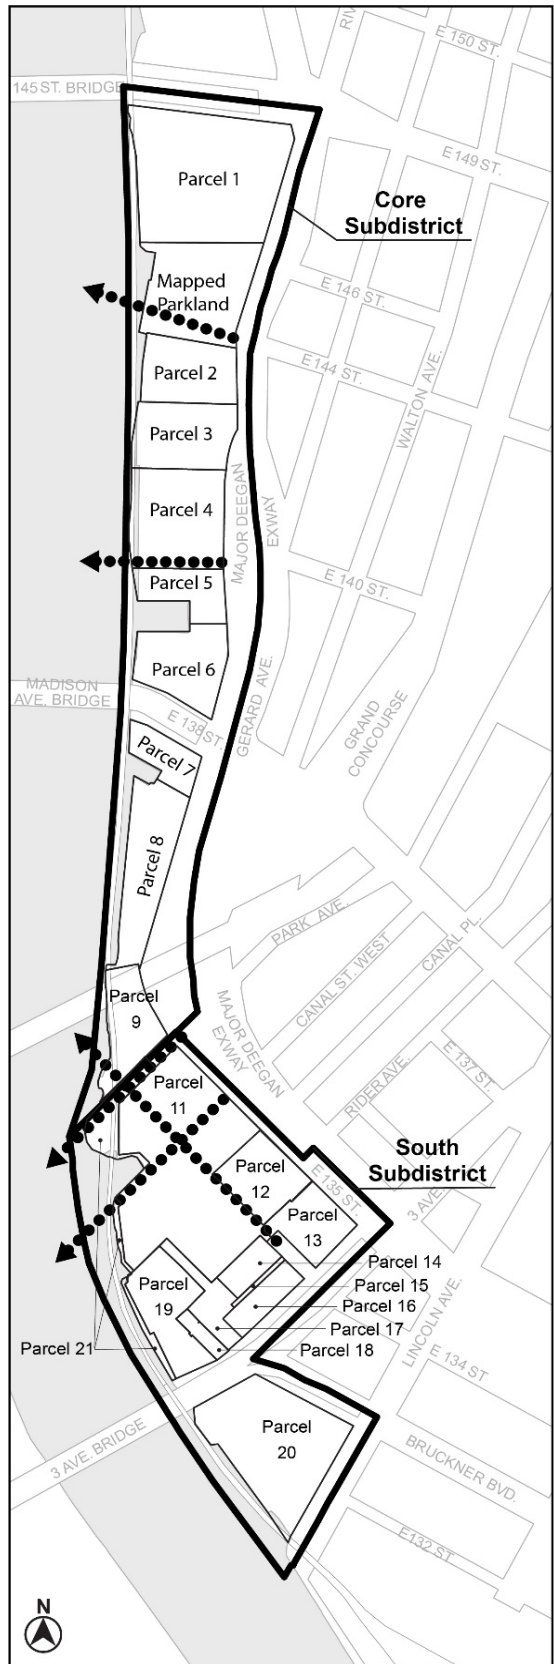 RIV
E 150 ST.
145 ST. BRIDGE
E 149 ST.
Parcel 1
Core
Subdistrict
Mapped
Parkland
E 146 ST.
E 144 ST.
WALTON AVE.
Parcel 2
Parcel 3
MAJOR DEEGAN
EXWAY
Parcel 4
Parcel 5
E 140 ST.
Parcel 6
MADISON
AVE. BRIDGE
E 138 ST.
GERARD AVE.
GRAND
CONCOURSE
Parcel 7
Parcel 8
PARK AVE.
CANAL ST. WEST
CANAL PL.
Parcel
9
MAJOR DEEGAN
EXWAY
RIDER AVE.
E 137 ST.
Parcel
11
South
Subdistrict
Parcel
12
E 135 ST.
3 AVE.
Parcel
13
Parcel 14
Parcel 15
Parcel
19
Parcel 16
Parcel 17
Parcel 18
Parcel 21
LINCOLN AVE.
E 134 ST
3 AVE. BRIDGE
Parcel
20
BRUCKNER BVD.
E132 ST
N